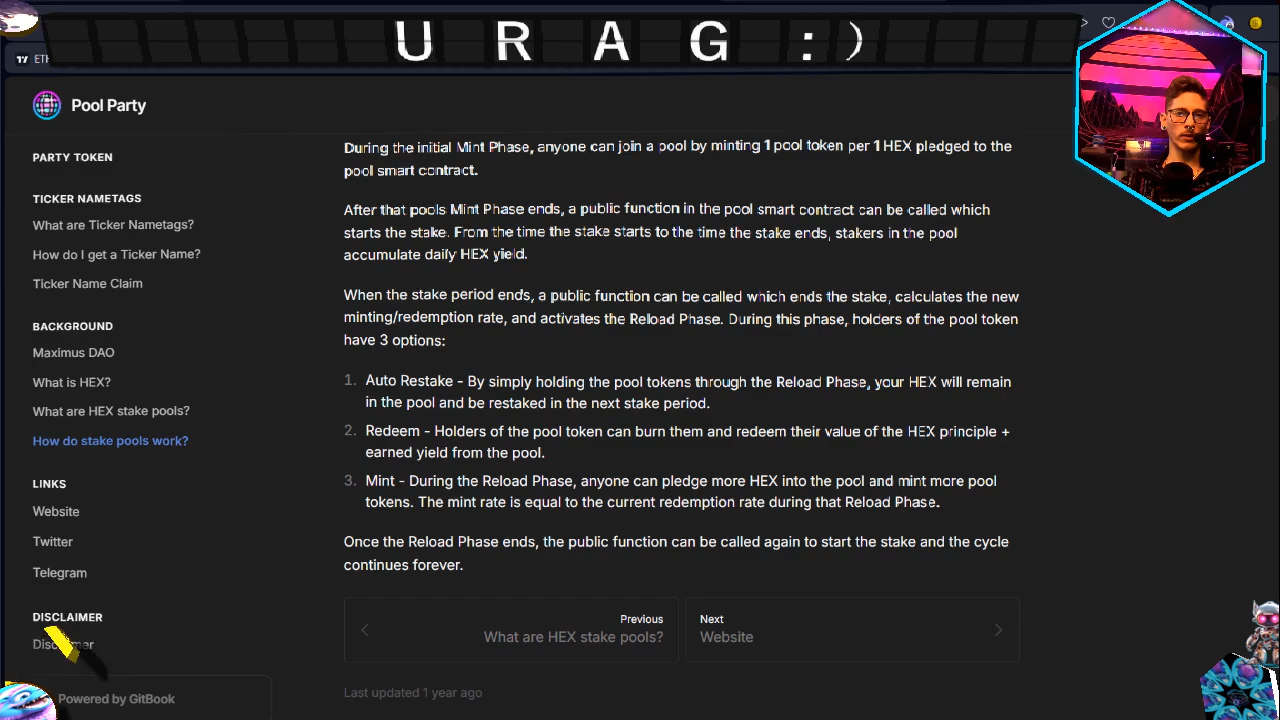 U R A G : )
ETH
Pool Party
PARTY TOKEN
TICKER NAMETAGS
What are Ticker Nametags?
How do I get a Ticker Name?
Ticker Name Claim
BACKGROUND
Maximus DAO
What is HEX?
What are HEX stake pools?
How do stake pools work?
LINKS
Website
Twitter
Telegram
DISCLAIMER
Disclaimer
Powered by GitBook
During the initial Mint Phase, anyone can join a pool by minting 1 pool token per 1 HEX pledged to the
pool smart contract.
After that pools Mint Phase ends, a public function in the pool smart contract can be called which
starts the stake. From the time the stake starts to the time the stake ends, stakers in the pool
accumulate daily HEX yield.
When the stake period ends, a public function can be called which ends the stake, calculates the new
minting/redemption rate, and activates the Reload Phase. During this phase, holders of the pool token
have 3 options:
1. Auto Restake - By simply holding the pool tokens through the Reload Phase, your HEX will remain
in the pool and be restaked in the next stake period.
2. Redeem - Holders of the pool token can burn them and redeem their value of the HEX principle +
earned yield from the pool.
3. Mint - During the Reload Phase, anyone can pledge more HEX into the pool and mint more pool
tokens. The mint rate is equal to the current redemption rate during that Reload Phase.
Once the Reload Phase ends, the public function can be called again to start the stake and the cycle
continues forever.
Previous
What are HEX stake pools?
Next
Website
Last updated 1 year ago